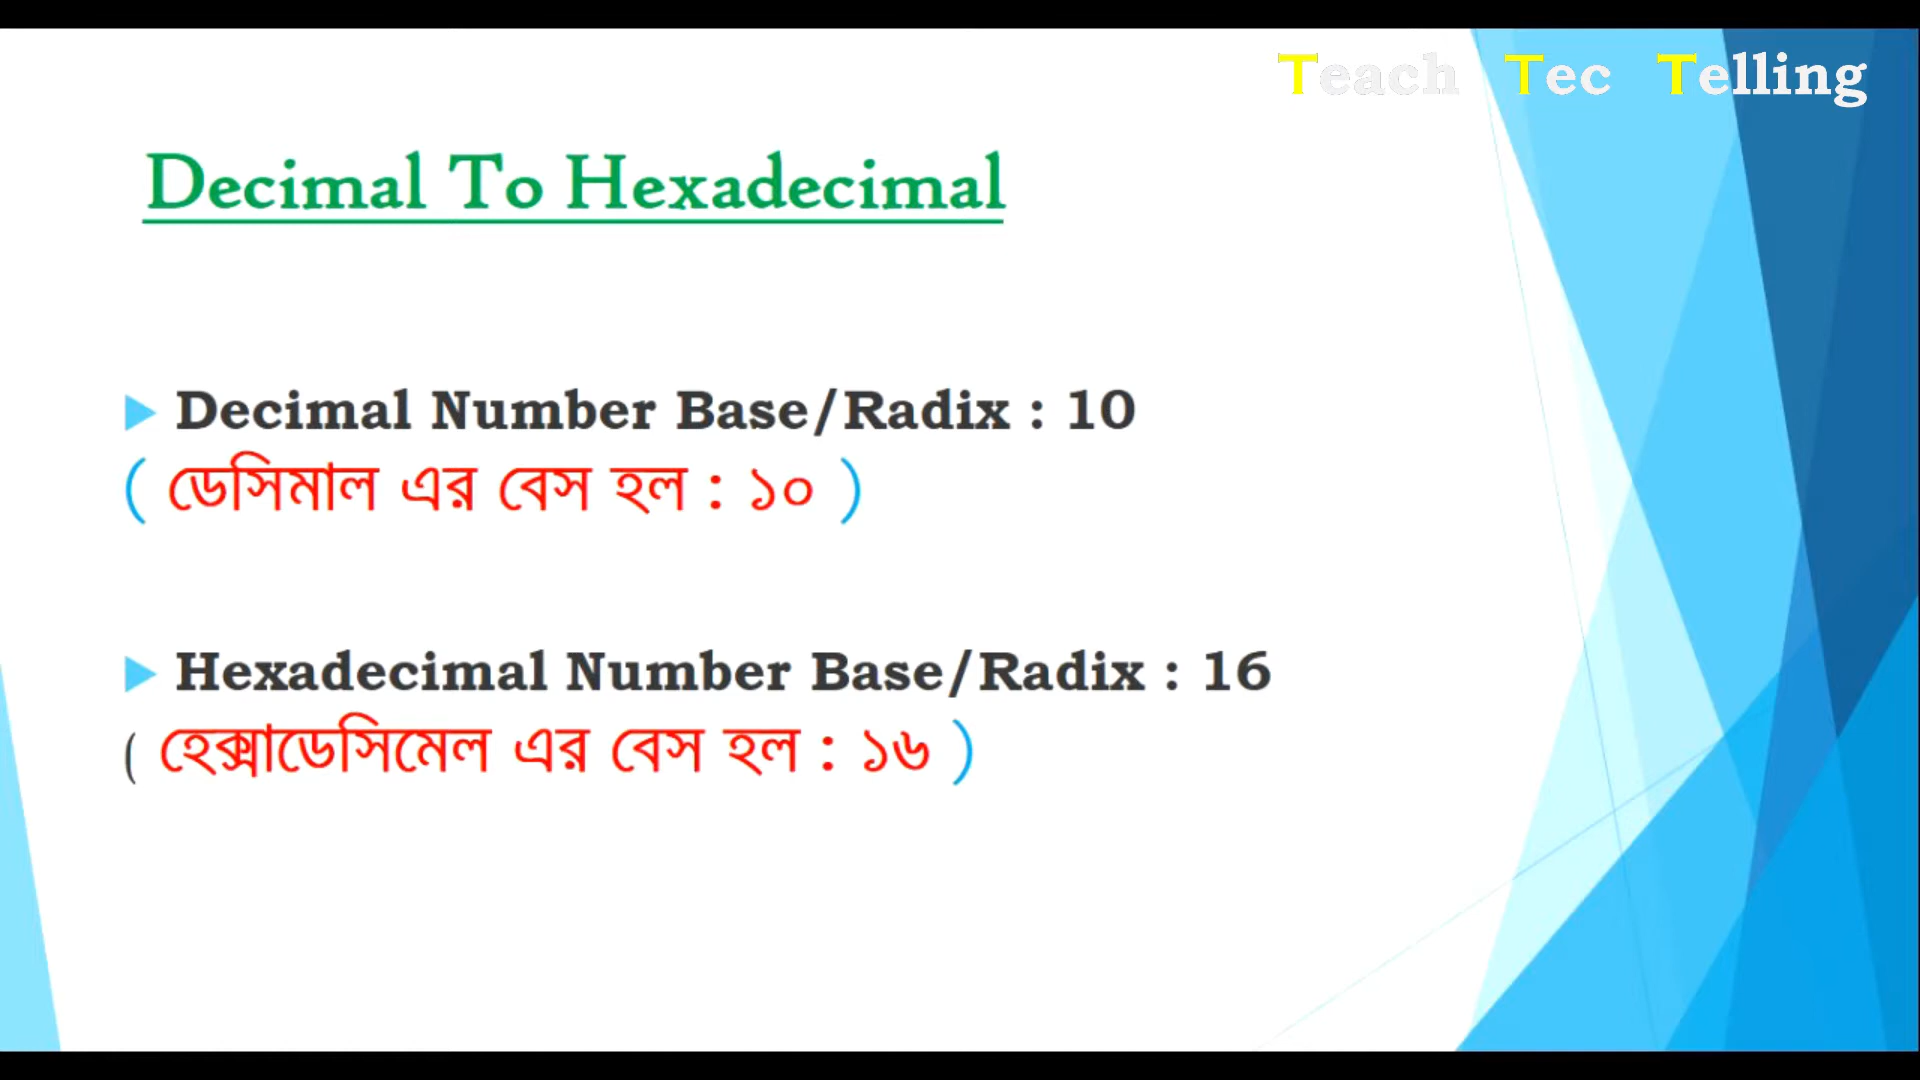 Teach Tec Telling
Decimal To Hexadecimal
Decimal Number Base/Radix : 10
( ডেসিমাল এর বেস হল : ১০ )
Hexadecimal Number Base/Radix : 16
( হেক্সাডেসিমেল এর বেস হল : ১৬ )